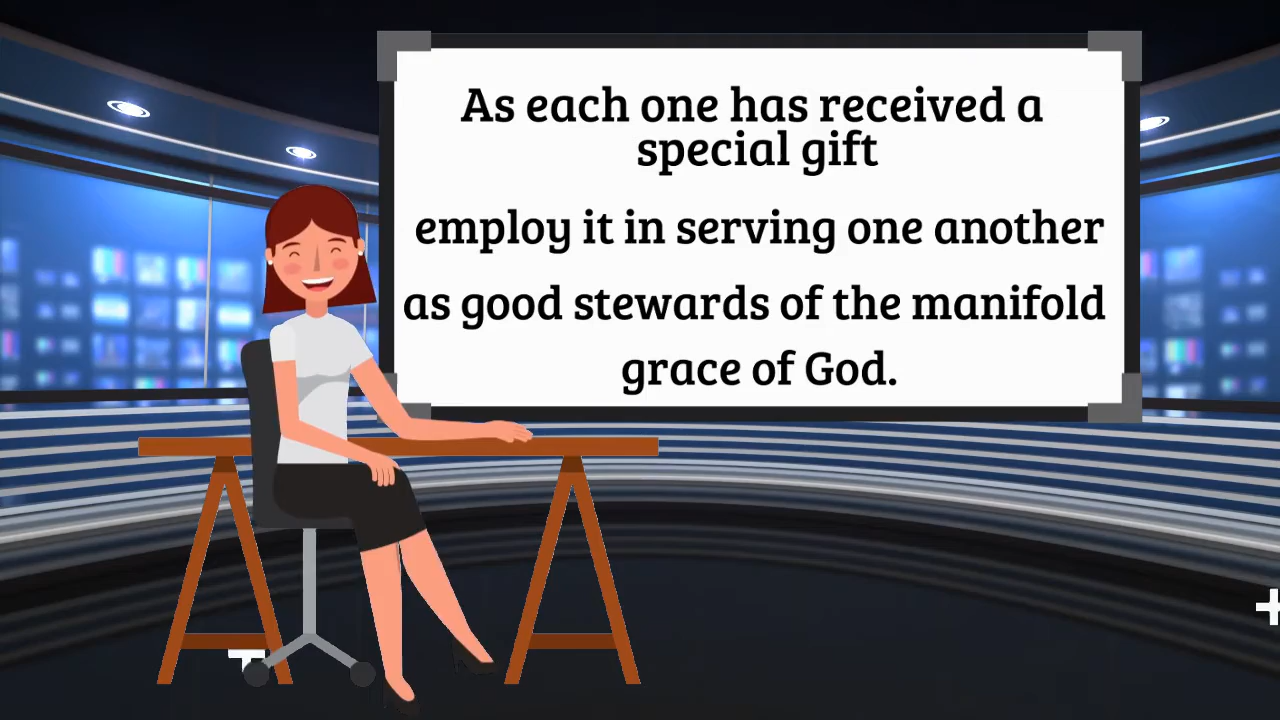 As each one has received a
special gift
employ it in serving one another
as good stewards of the manifold
grace of God.